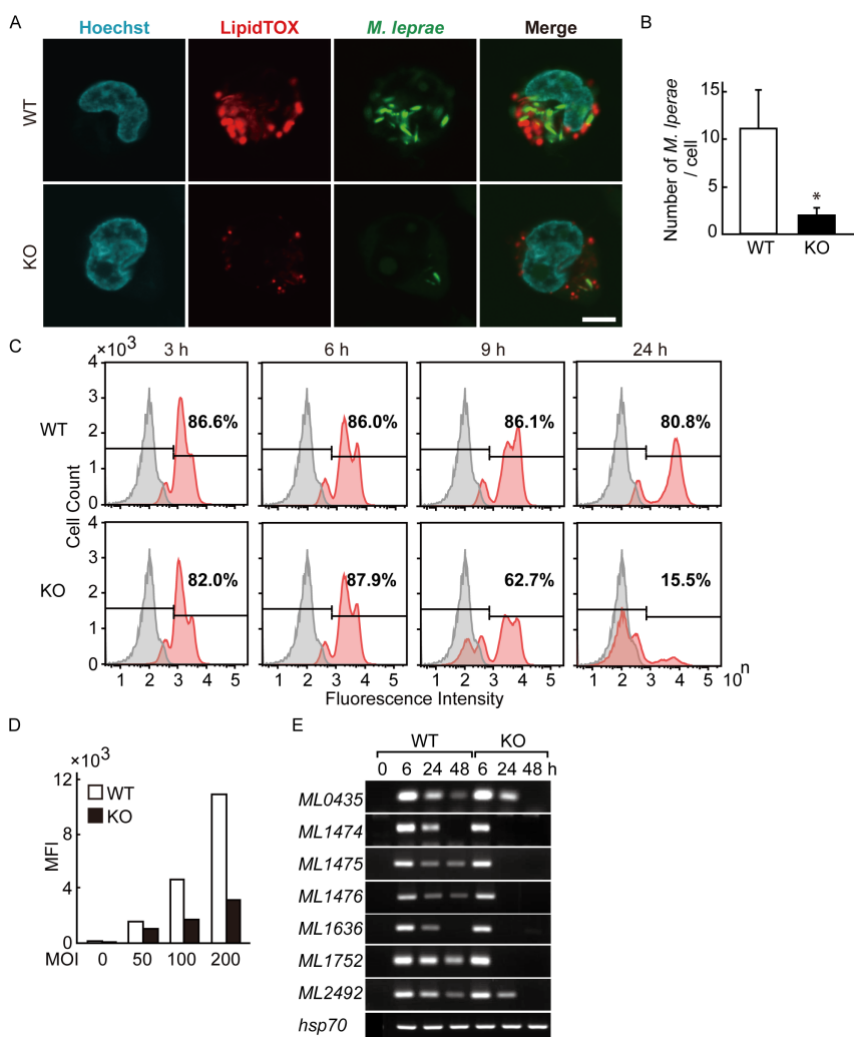 A
Hoechst LipidTOX M. leprae Merge
WT
KO
B
Number of M. lperae
/ cell
15
10
5
0
*
WT KO
C
×10³ 3 h 6 h 9 h 24 h
4
3
2
1
0
WT
86.6% 86.0% 86.1% 80.8%
Cell Count
4
3
2
1
0
KO
82.0% 87.9% 62.7% 15.5%
1 2 3 4 5 1 2 3 4 5 1 2 3 4 5 1 2 3 4 5 10ⁿ
Fluorescence Intensity
D
×10³
12
8
4
0
MFI
WT
KO
MOI 0 50 100 200
E
WT KO
0 6 24 48 6 24 48 h
ML0435
ML1474
ML1475
ML1476
ML1636
ML1752
ML2492
hsp70